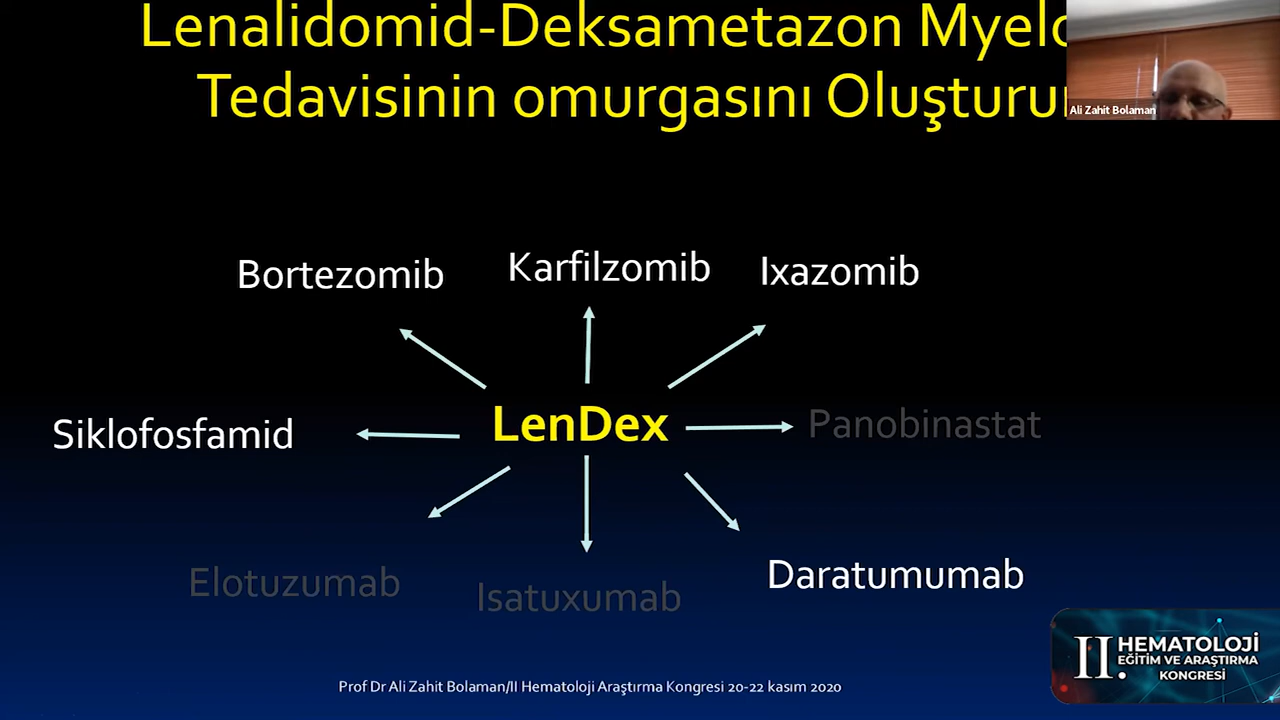 Lenalidomid-Deksametazon Myelo
Tedavisinin omurgasını Oluşturur
Ali Zahit Bolaman
Bortezomib
Karfilzomib
Ixazomib
Siklofosfamid
LenDex
Panobinastat
Elotuzumab
Isatuxumab
Daratumumab
II. HEMATOLOJİ
EĞİTİM VE ARAŞTIRMA
KONGRESİ
Prof Dr Ali Zahit Bolaman/II Hematoloji Araştırma Kongresi 20-22 kasım 2020